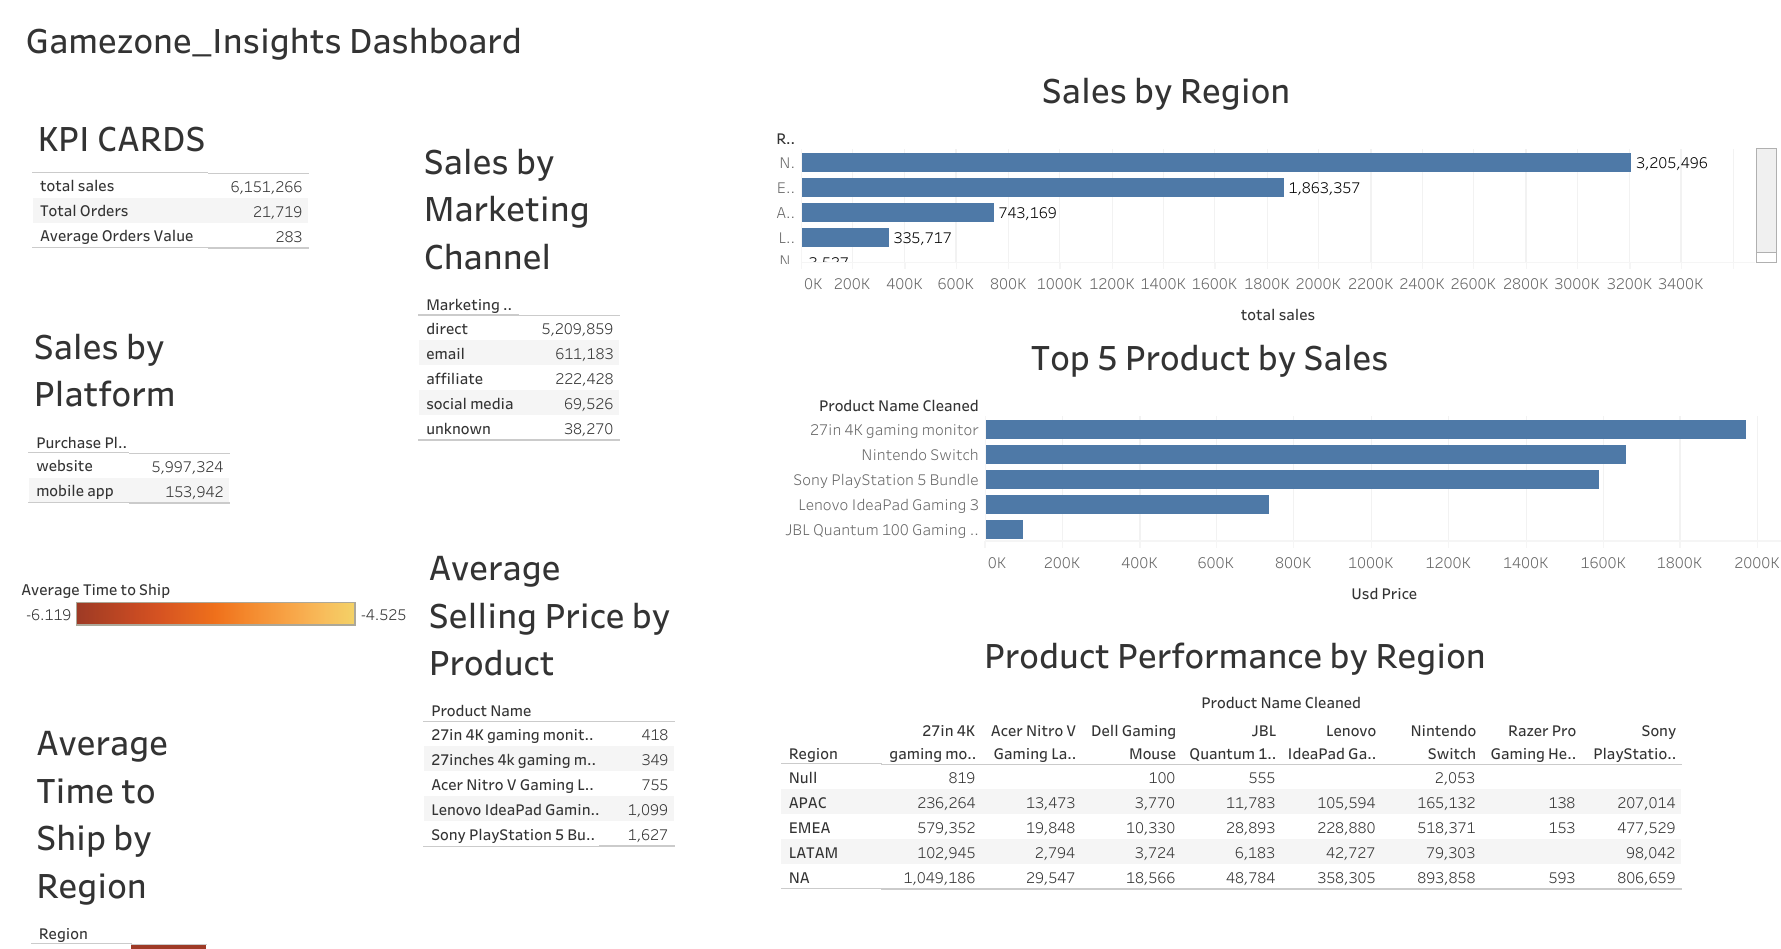 Gamezone_Insights Dashboard
KPI CARDS
total sales 6,151,266
Total Orders 21,719
Average Orders Value 283
Sales by
Platform
Purchase Pl..
website 5,997,324
mobile app 153,942
Average Time to Ship
-6.119 -4.525
Average
Time to
Ship by
Region
Region
Sales by
Marketing
Channel
Marketing ..
direct 5,209,859
email 611,183
affiliate 222,428
social media 69,526
unknown 38,270
Average
Selling Price by
Product
Product Name
27in 4K gaming monit.. 418
27inches 4k gaming m.. 349
Acer Nitro V Gaming L.. 755
Lenovo IdeaPad Gamin.. 1,099
Sony PlayStation 5 Bu.. 1,627
Sales by Region
R..
N. 3,205,496
E.. 1,863,357
A.. 743,169
L.. 335,717
N
0K 200K 400K 600K 800K 1000K 1200K 1400K 1600K 1800K 2000K 2200K 2400K 2600K 2800K 3000K 3200K 3400K
total sales
Top 5 Product by Sales
Product Name Cleaned
27in 4K gaming monitor
Nintendo Switch
Sony PlayStation 5 Bundle
Lenovo IdeaPad Gaming 3
JBL Quantum 100 Gaming ..
0K 200K 400K 600K 800K 1000K 1200K 1400K 1600K 1800K 2000K
Usd Price
Product Performance by Region
Product Name Cleaned
27in 4K Acer Nitro V Dell Gaming JBL Lenovo Nintendo Razer Pro Sony
Region gaming mo.. Gaming La.. Mouse Quantum 1.. IdeaPad Ga.. Switch Gaming He.. PlayStatio..
Null 819 100 555 2,053
APAC 236,264 13,473 3,770 11,783 105,594 165,132 138 207,014
EMEA 579,352 19,848 10,330 28,893 228,880 518,371 153 477,529
LATAM 102,945 2,794 3,724 6,183 42,727 79,303 98,042
NA 1,049,186 29,547 18,566 48,784 358,305 893,858 593 806,659